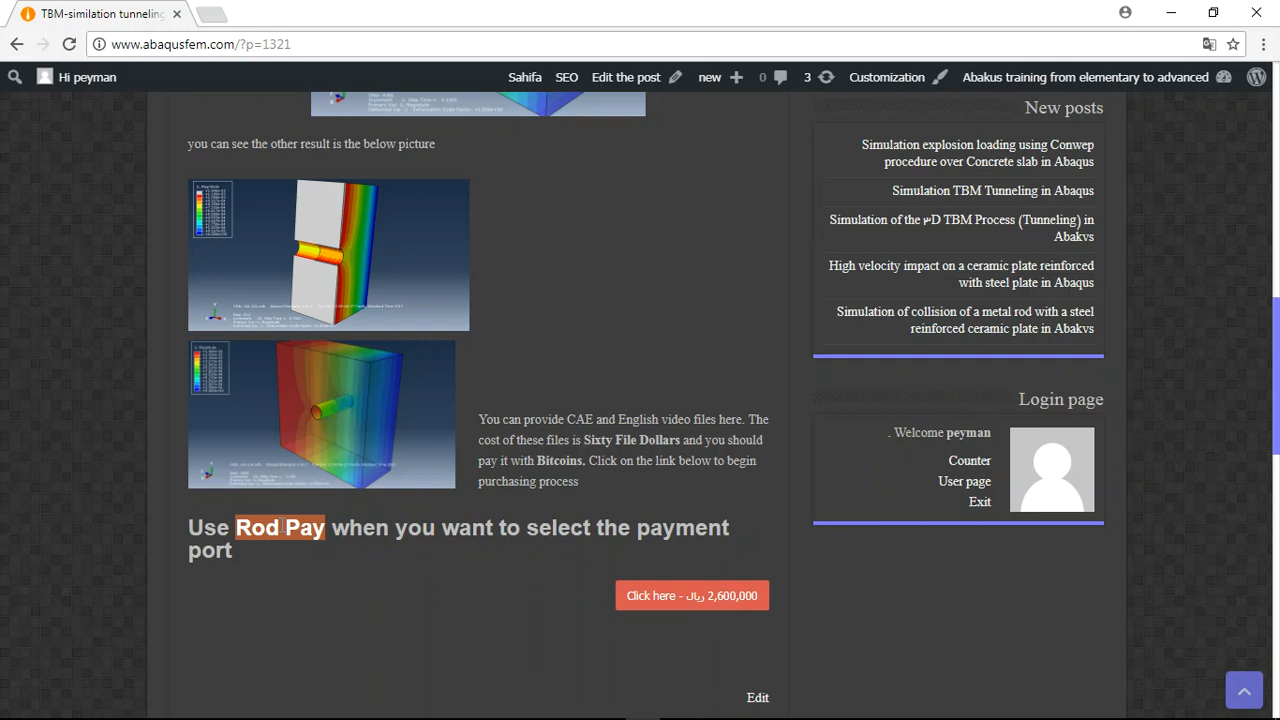 TBM-similation tunneling
www.abaqusfem.com/?p=1321
Hi peyman
Sahifa
SEO
Edit the post
new
0
3
Customization
Abakus training from elementary to advanced
you can see the other result is the below picture
You can provide CAE and English video files here. The
cost of these files is Sixty File Dollars and you should
pay it with Bitcoins. Click on the link below to begin
purchasing process
Use Rod Pay when you want to select the payment
port
Click here - ریال 2,600,000
Edit
New posts
Simulation explosion loading using Conwep
procedure over Concrete slab in Abaqus
Simulation TBM Tunneling in Abaqus
Simulation of the ۳D TBM Process (Tunneling) in
Abakvs
High velocity impact on a ceramic plate reinforced
with steel plate in Abaqus
Simulation of collision of a metal rod with a steel
reinforced ceramic plate in Abakvs
Login page
. Welcome peyman
Counter
User page
Exit